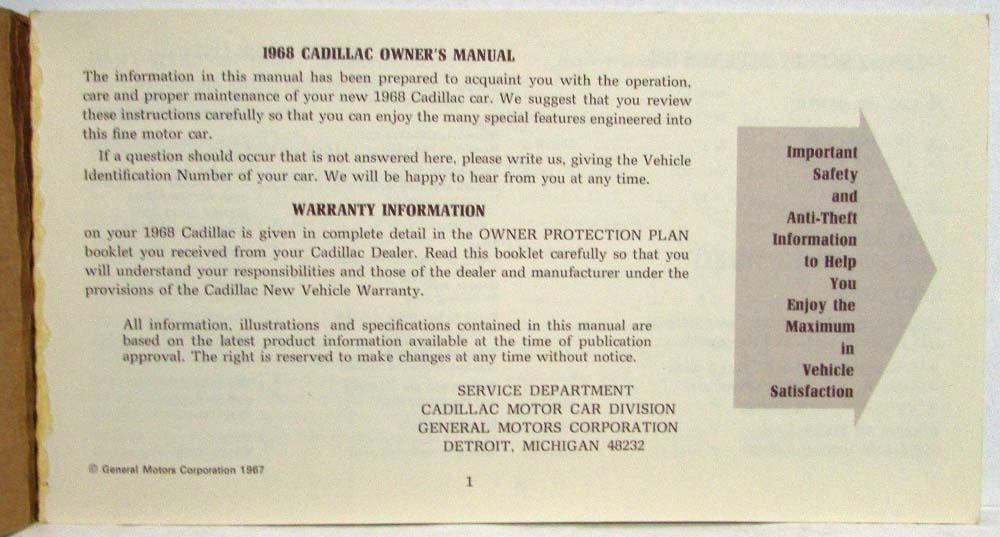 1968 CADILLAC OWNER'S MANUAL
The information in this manual has been prepared to acquaint you with the operation,
care and proper maintenance of your new 1968 Cadillac car. We suggest that you review
these instructions carefully so that you can enjoy the many special features engineered into
this fine motor car.
If a question should occur that is not answered here, please write us, giving the Vehicle
Identification Number of your car. We will be happy to hear from you at any time.
WARRANTY INFORMATION
on your 1968 Cadillac is given in complete detail in the OWNER PROTECTION PLAN
booklet you received from your Cadillac Dealer. Read this booklet carefully so that you
will understand your responsibilities and those of the dealer and manufacturer under the
provisions of the Cadillac New Vehicle Warranty.
All information, illustrations and specifications contained in this manual are
based on the latest product information available at the time of publication
approval. The right is reserved to make changes at any time without notice.
SERVICE DEPARTMENT
CADILLAC MOTOR CAR DIVISION
GENERAL MOTORS CORPORATION
DETROIT, MICHIGAN 48232
© General Motors Corporation 1967
1
Important
Safety
and
Anti-Theft
Information
to Help
You
Enjoy the
Maximum
in
Vehicle
Satisfaction